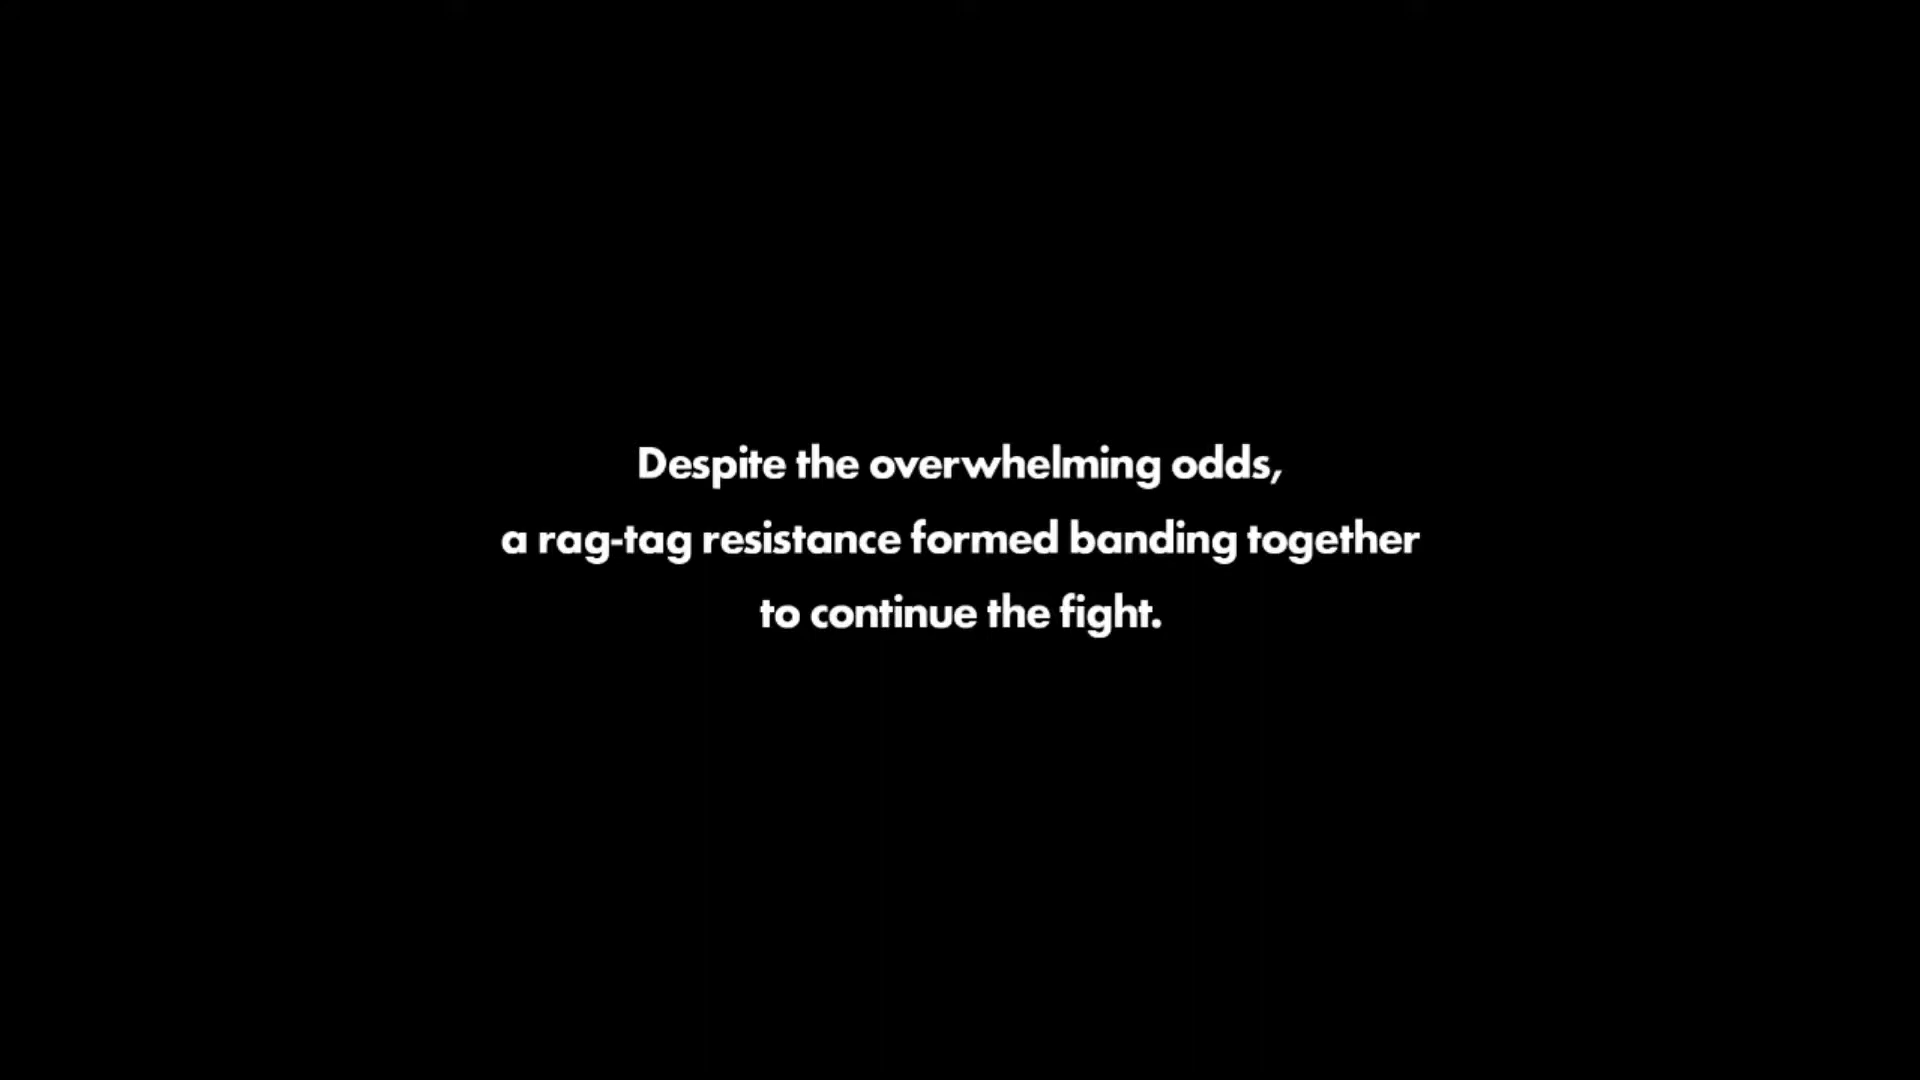 Despite the overwhelming odds,
a rag-tag resistance formed banding together
to continue the fight.